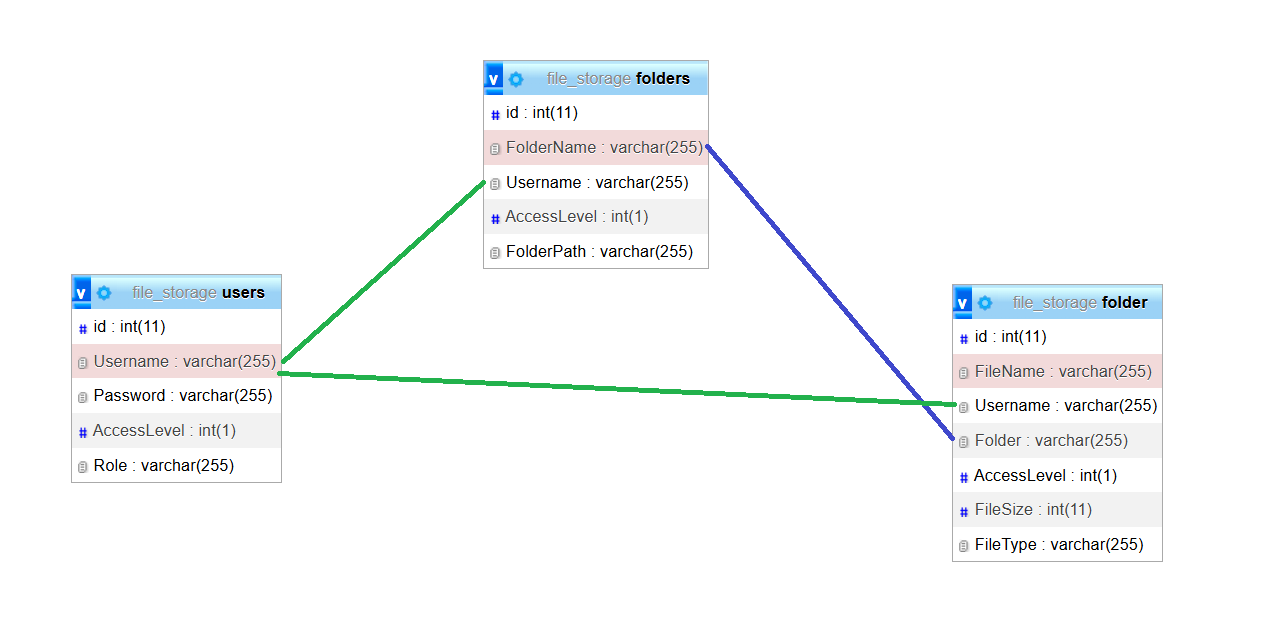 v file_storage folders
# id : int(11)
FolderName : varchar(255)
Username : varchar(255)
# AccessLevel : int(1)
FolderPath : varchar(255)
v file_storage users
# id : int(11)
Username : varchar(255)
Password : varchar(255)
# AccessLevel : int(1)
Role : varchar(255)
v file_storage folder
# id : int(11)
FileName : varchar(255)
Username : varchar(255)
Folder : varchar(255)
# AccessLevel : int(1)
# FileSize : int(11)
FileType : varchar(255)